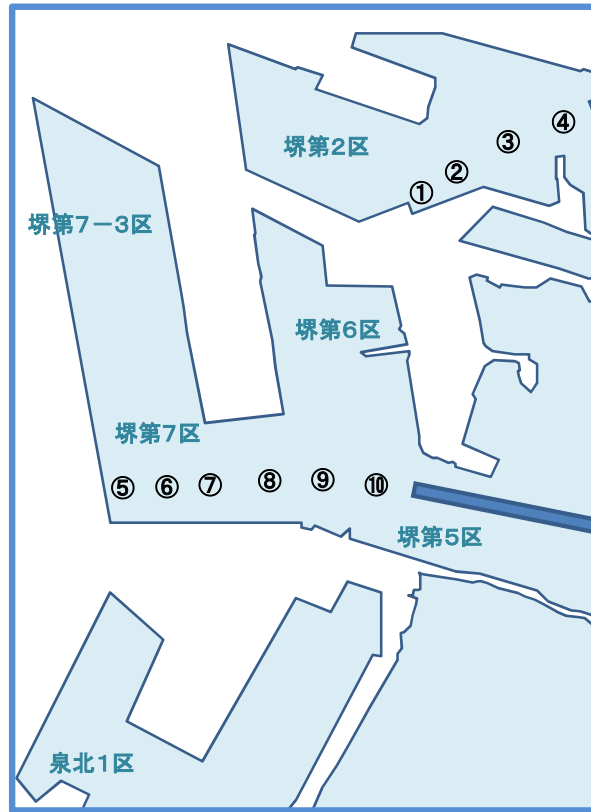 ④
③
堺第2区
②
①
堺第7－3区
堺第6区
堺第7区
⑤ ⑥ ⑦ ⑧ ⑨ ⑩
堺第5区
泉北1区